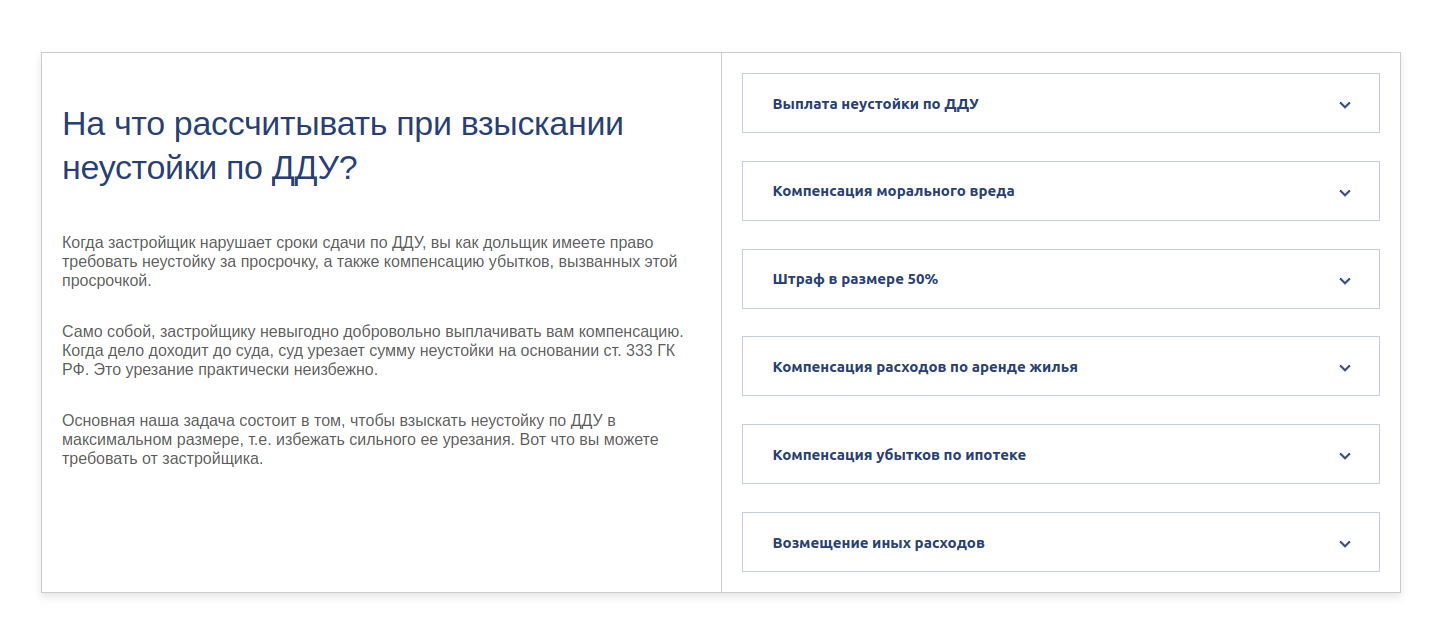 На что рассчитывать при взыскании
неустойки по ДДУ?
Когда застройщик нарушает сроки сдачи по ДДУ, вы как дольщик имеете право
требовать неустойку за просрочку, а также компенсацию убытков, вызванных этой
просрочкой.
Само собой, застройщику невыгодно добровольно выплачивать вам компенсацию.
Когда дело доходит до суда, суд урезает сумму неустойки на основании ст. 333 ГК
РФ. Это урезание практически неизбежно.
Основная наша задача состоит в том, чтобы взыскать неустойку по ДДУ в
максимальном размере, т.е. избежать сильного ее урезания. Вот что вы можете
требовать от застройщика.
Выплата неустойки по ДДУ
Компенсация морального вреда
Штраф в размере 50%
Компенсация расходов по аренде жилья
Компенсация убытков по ипотеке
Возмещение иных расходов